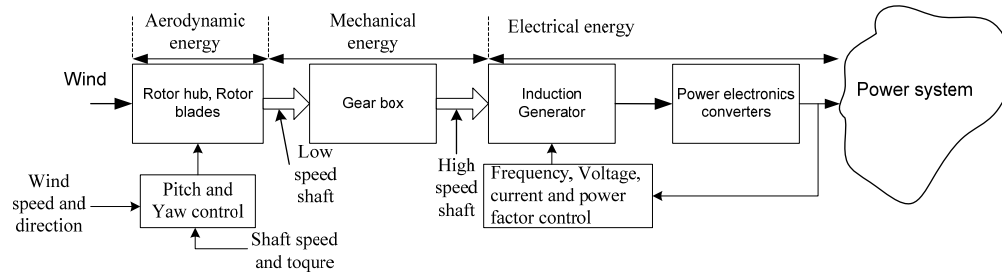 Aerodynamic
energy
Mechanical
energy
Electrical energy
Wind
Rotor hub, Rotor
blades
Gear box
Induction
Generator
Power electronics
converters
Power system
Low
speed
shaft
High
speed
shaft
Wind
speed and
direction
Pitch and
Yaw control
Frequency, Voltage,
current and power
factor control
Shaft speed
and toqure